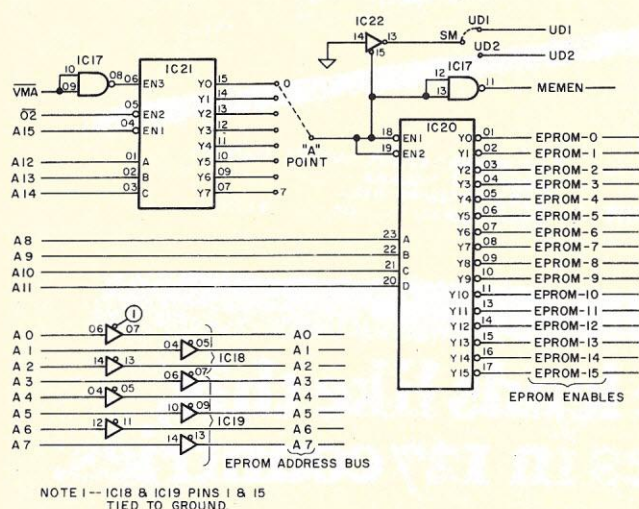 IC22
14 13
15
SM
UD1 UD1
UD2 UD2
IC17
10
09
08
VMA
IC21
06 EN3
05 EN2
04 EN1
01 A
02 B
03 C
Y0 15
Y1 14
Y2 13
Y3 12
Y4 11
Y5 10
Y6 09
Y7 07
0
7
"A"
POINT
O2
A15
A12
A13
A14
IC17
12
13
11
MEMEN
IC20
18 EN1
19 EN2
23 A
22 B
21 C
20 D
Y0 01 EPROM-0
Y1 02 EPROM-1
Y2 03 EPROM-2
Y3 04 EPROM-3
Y4 05 EPROM-4
Y5 06 EPROM-5
Y6 07 EPROM-6
Y7 08 EPROM-7
Y8 09 EPROM-8
Y9 10 EPROM-9
Y10 11 EPROM-10
Y11 13 EPROM-11
Y12 14 EPROM-12
Y13 15 EPROM-13
Y14 16 EPROM-14
Y15 17 EPROM-15
EPROM ENABLES
A8
A9
A10
A11
1
A0 06 07 A0
A1 04 05 A1
A2 14 13 IC18 A2
A3 06 07 A3
A4 04 05 A4
A5 10 09 A5
A6 12 11 IC19 A6
A7 14 13 A7
EPROM ADDRESS BUS
NOTE 1-- IC18 & IC19 PINS 1 & 15
TIED TO GROUND